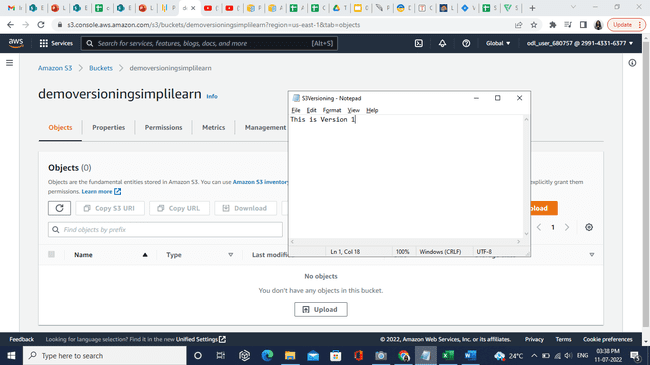 s3.console.aws.amazon.com/s3/buckets/demoversioningsimplilearn?region=us-east-1&tab=objects
Update
aws
Services
Search for services, features, blogs, docs, and more
[Alt+S]
Global
odl_user_680757 @ 2991-4331-6377
Amazon S3
Buckets
demoversioningsimplilearn
demoversioningsimplilearn Info
S3Versioning - Notepad
File Edit Format View Help
This is Version 1
Ln 1, Col 18 100% Windows (CRLF) UTF-8
Objects Properties Permissions Metrics Management
Objects (0)
Objects are the fundamental entities stored in Amazon S3. You can use Amazon S3 inventory
explicitly grant them
permissions. Learn more
Copy S3 URI Copy URL Download
Find objects by prefix
1
Name Type Last modifie
No objects
You don't have any objects in this bucket.
Upload
Feedback Looking for language selection? Find it in the new Unified Settings © 2022, Amazon Web Services, Inc. or its affiliates. Privacy Terms Cookie preferences
Type here to search
24°C
ENG
03:38 PM
11-07-2022